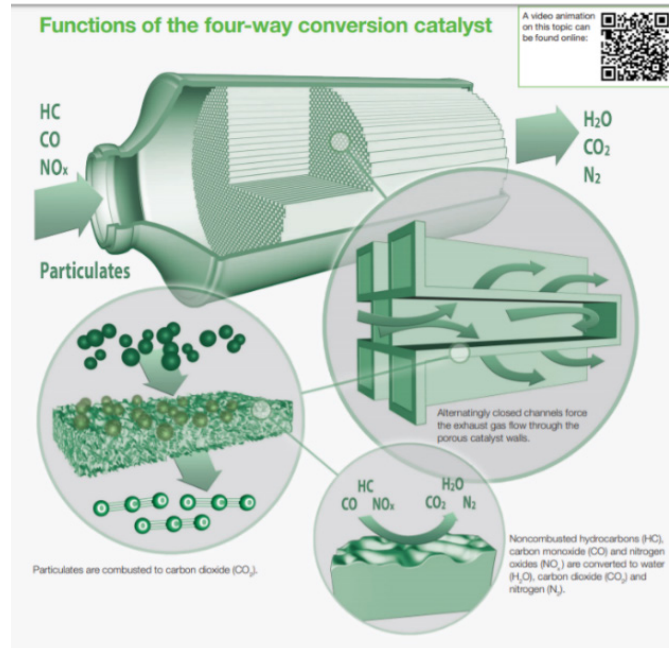 Functions of the four-way conversion catalyst
A video animation
on this topic can
be found online:
HC
CO
NOx
Particulates
H2O
CO2
N2
Alternatingly closed channels force
the exhaust gas flow through the
porous catalyst walls.
O C O O C O
O C O
Particulates are combusted to carbon dioxide (CO2).
HC
CO NOx
H2O
CO2 N2
Noncombusted hydrocarbons (HC),
carbon monoxide (CO) and nitrogen
oxides (NOx) are converted to water
(H2O), carbon dioxide (CO2) and
nitrogen (N2).